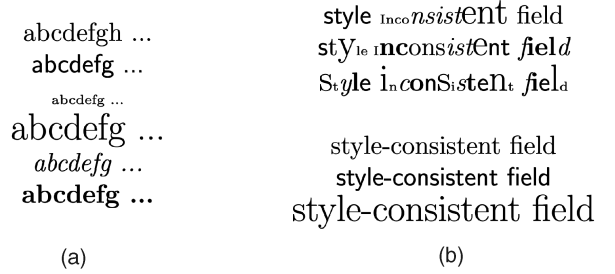 abcdefgh ...
abcdefg ...
abcdefg ...
abcdefg ...
abcdefg ...
abcdefg ...
(a)
style Inconsistent field
style Inconsistent field
Style inconsistent field
style-consistent field
style-consistent field
style-consistent field
(b)